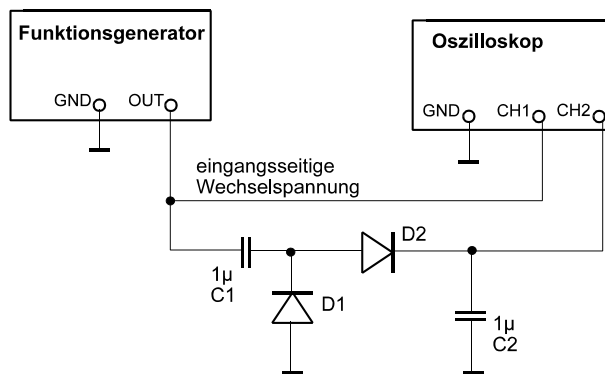 Funktionsgenerator
GND
OUT
Oszilloskop
GND
CH1
CH2
eingangsseitige
Wechselspannung
1µ
C1
D2
D1
1µ
C2